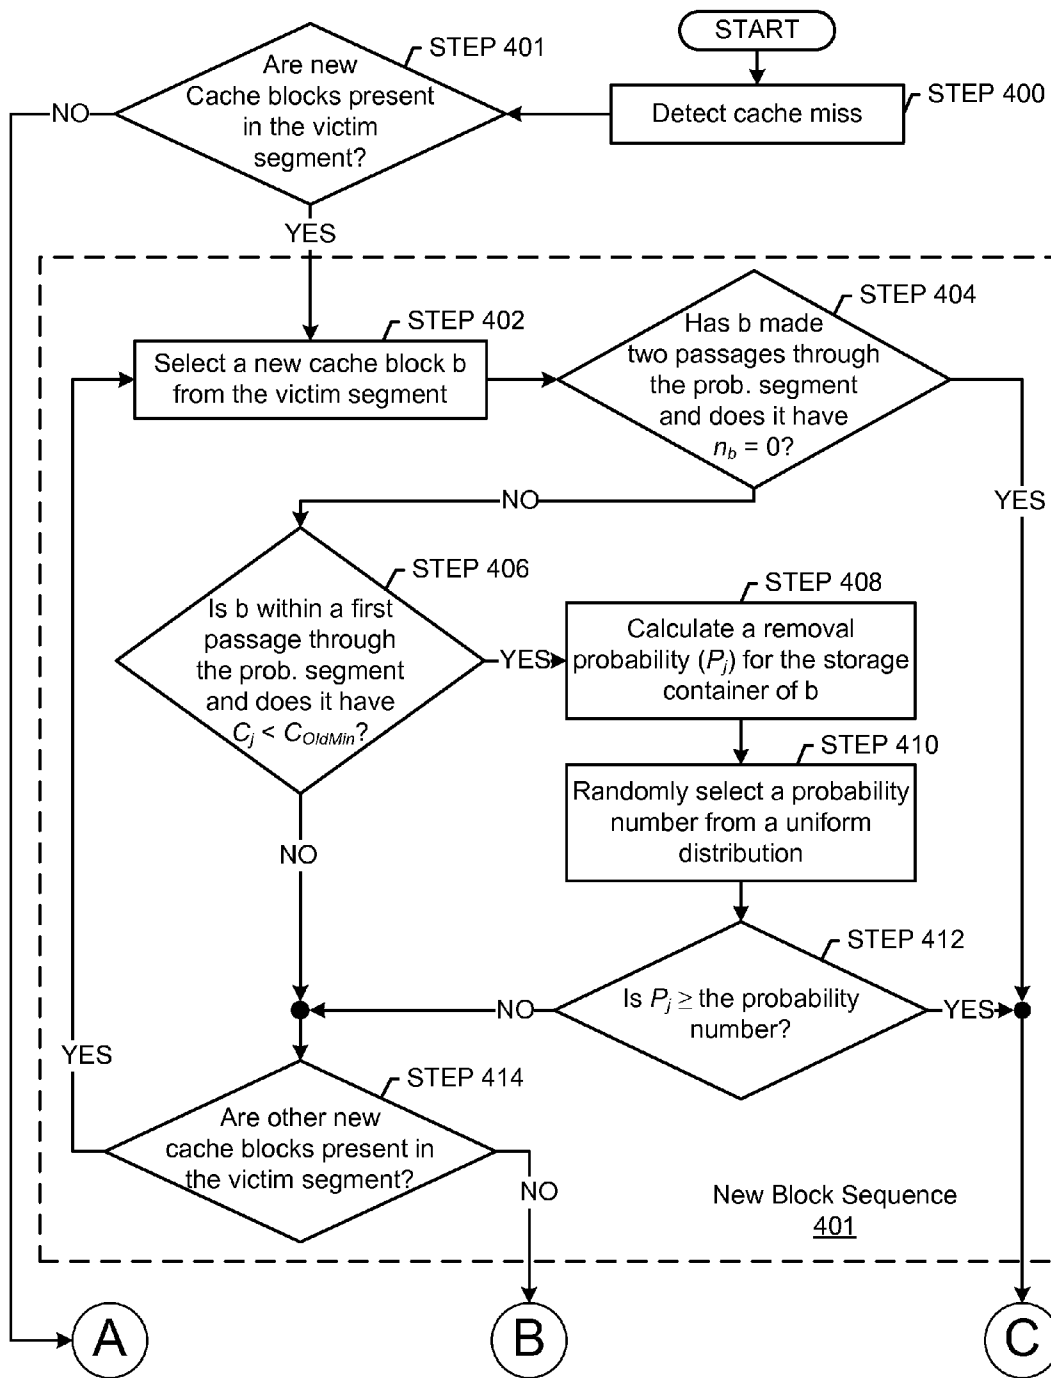 START
STEP 400
Detect cache miss
STEP 401
Are new
Cache blocks present
in the victim
segment?
NO
YES
STEP 402
Select a new cache block b
from the victim segment
STEP 404
Has b made
two passages through
the prob. segment
and does it have
n_b = 0?
NO
YES
STEP 406
Is b within a first
passage through
the prob. segment
and does it have
C_j < C_OldMin?
YES
NO
STEP 408
Calculate a removal
probability (P_j) for the storage
container of b
STEP 410
Randomly select a probability
number from a uniform
distribution
STEP 412
Is P_j ≥ the probability
number?
NO
YES
STEP 414
Are other new
cache blocks present in
the victim segment?
YES
NO
New Block Sequence
401
A
B
C